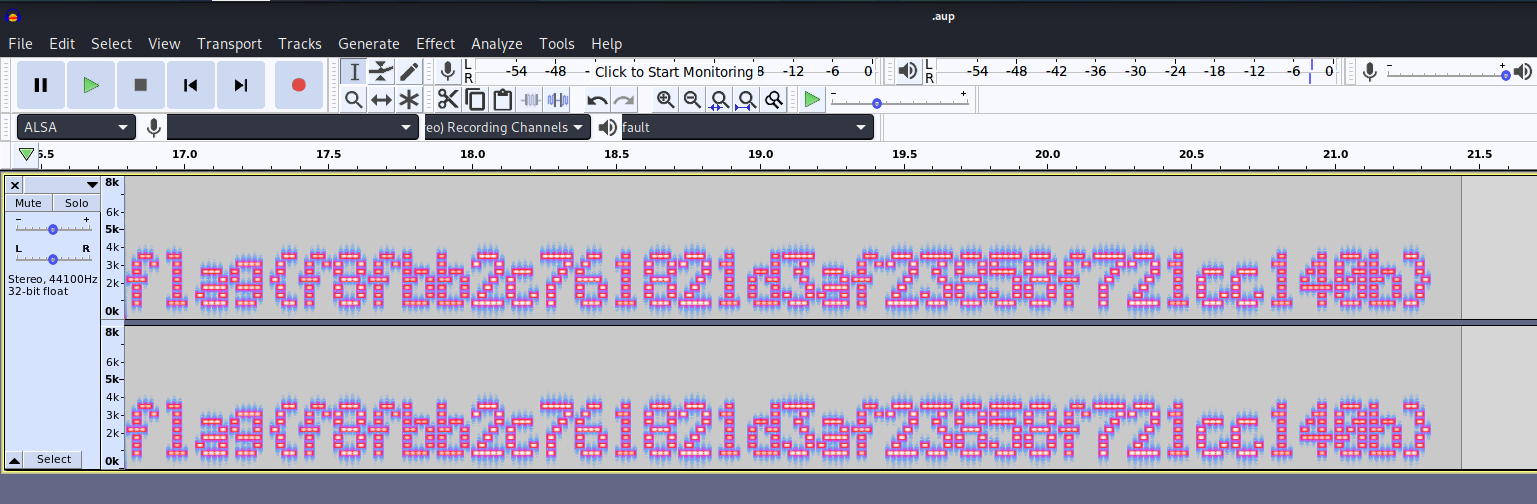 .aup
File Edit Select View Transport Tracks Generate Effect Analyze Tools Help
L R -54 -48 - Click to Start Monitoring 8 -12 -6 0 L R -54 -48 -42 -36 -30 -24 -18 -12 -6 0 - +
- +
ALSA eo) Recording Channels fault
6.5 17.0 17.5 18.0 18.5 19.0 19.5 20.0 20.5 21.0 21.5
8k
Mute Solo
6k
- +
5k
L R
4k
3k
Stereo, 44100Hz
2k
32-bit float
0k
flag{f8fbb2c761821d3af23858f721cc140b}
8k
6k
5k
4k
3k
2k
0k
flag{f8fbb2c761821d3af23858f721cc140b}
Select